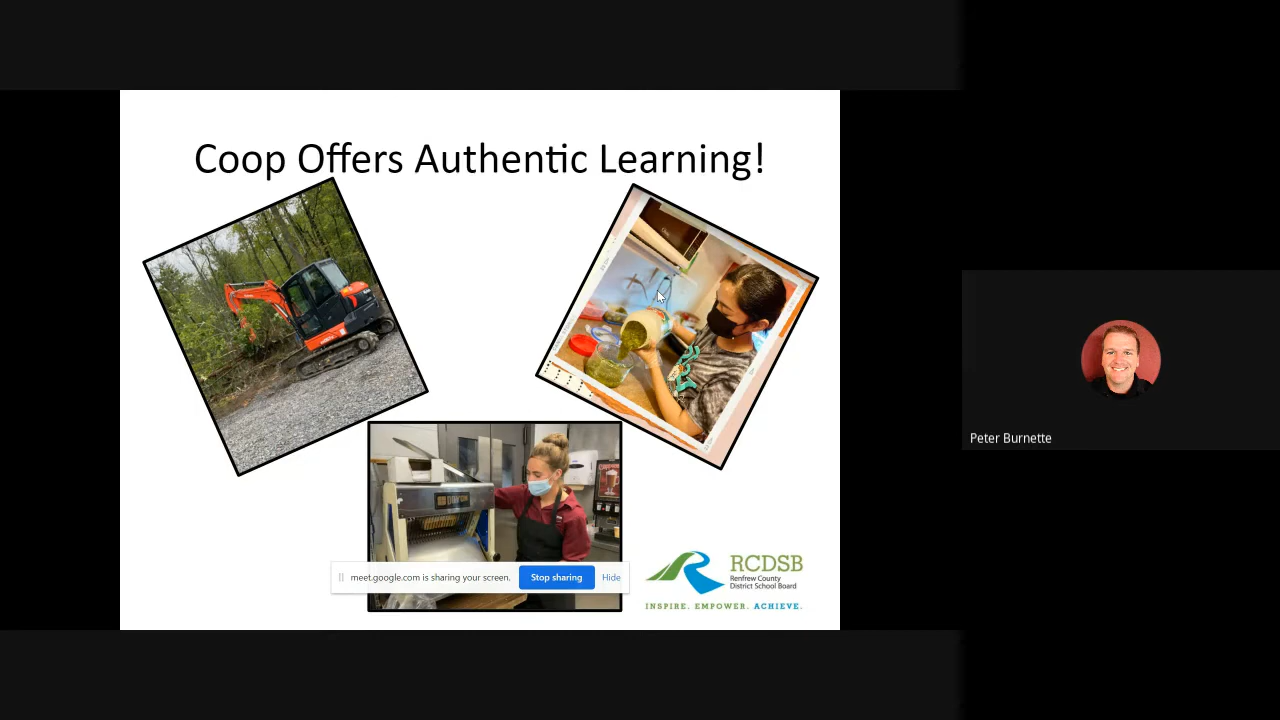 Coop Offers Authentic Learning!
meet.google.com is sharing your screen.
Stop sharing
Hide
RCDSB
Renfrew County
District School Board
INSPIRE. EMPOWER. ACHIEVE.
Peter Burnette